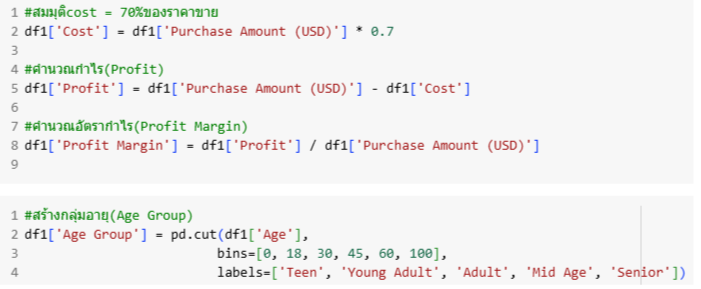 1 #สมมุติcost = 70%ของราคาขาย
2 df1['Cost'] = df1['Purchase Amount (USD)'] * 0.7
3
4 #คำนวณกำไร(Profit)
5 df1['Profit'] = df1['Purchase Amount (USD)'] - df1['Cost']
6
7 #คำนวณอัตรากำไร(Profit Margin)
8 df1['Profit Margin'] = df1['Profit'] / df1['Purchase Amount (USD)']
9
1 #สร้างกลุ่มอายุ(Age Group)
2 df1['Age Group'] = pd.cut(df1['Age'],
3 bins=[0, 18, 30, 45, 60, 100],
4 labels=['Teen', 'Young Adult', 'Adult', 'Mid Age', 'Senior'])